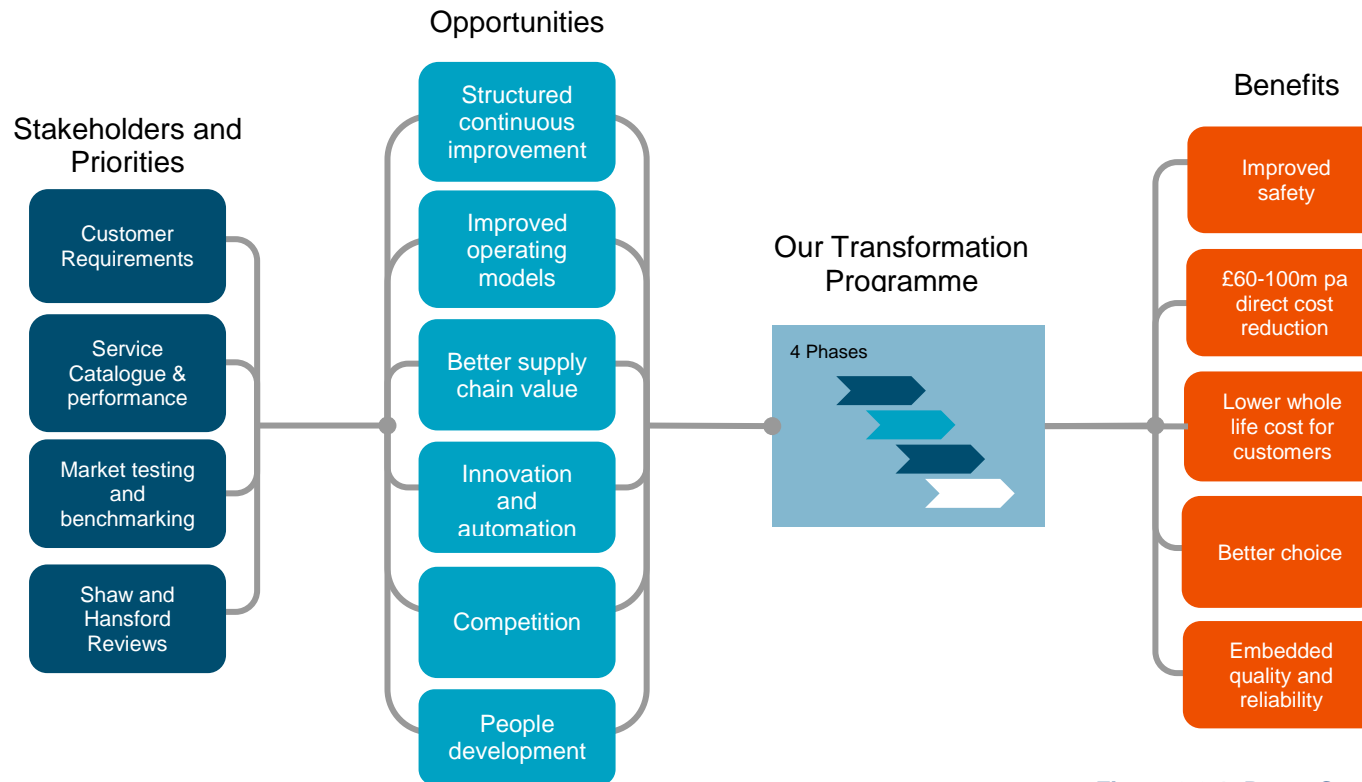 Opportunities
Structured
continuous
improvement
Improved
operating
models
Better supply
chain value
Innovation
and
automation
Competition
People
development
Stakeholders and
Priorities
Customer
Requirements
Service
Catalogue &
performance
Market testing
and
benchmarking
Shaw and
Hansford
Reviews
Our Transformation
Programme
4 Phases
Benefits
Improved
safety
£60-100m pa
direct cost
reduction
Lower whole
life cost for
customers
Better choice
Embedded
quality and
reliability